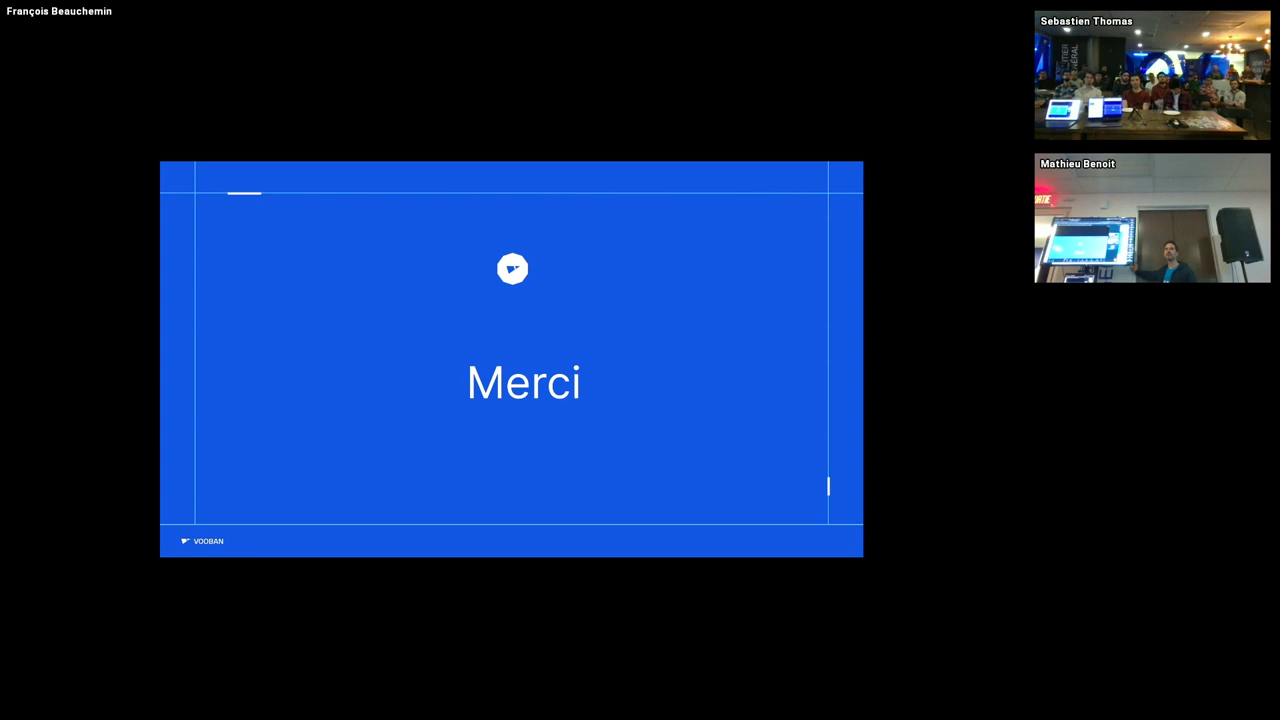 François Beauchemin
Sebastien Thomas
Mathieu Benoit
Merci
VOOBAN